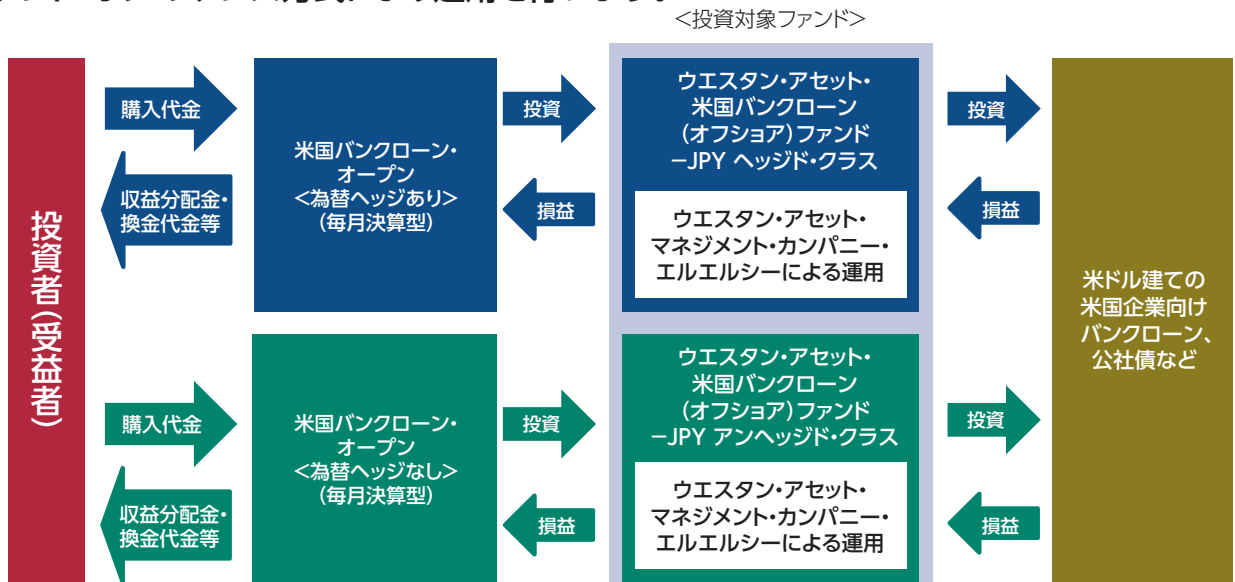 ＜投資対象ファンド＞
投資者（受益者）
購入代金
収益分配金・
換金代金等
米国バンクローン・
オープン
＜為替ヘッジあり＞
（毎月決算型）
投資
損益
ウエスタン・アセット・
米国バンクローン
（オフショア）ファンド
－JPY ヘッジド・クラス
ウエスタン・アセット・
マネジメント・カンパニー・
エルエルシーによる運用
投資
損益
購入代金
収益分配金・
換金代金等
米国バンクローン・
オープン
＜為替ヘッジなし＞
（毎月決算型）
投資
損益
ウエスタン・アセット・
米国バンクローン
（オフショア）ファンド
－JPY アンヘッジド・クラス
ウエスタン・アセット・
マネジメント・カンパニー・
エルエルシーによる運用
投資
損益
米ドル建ての
米国企業向け
バンクローン、
公社債など